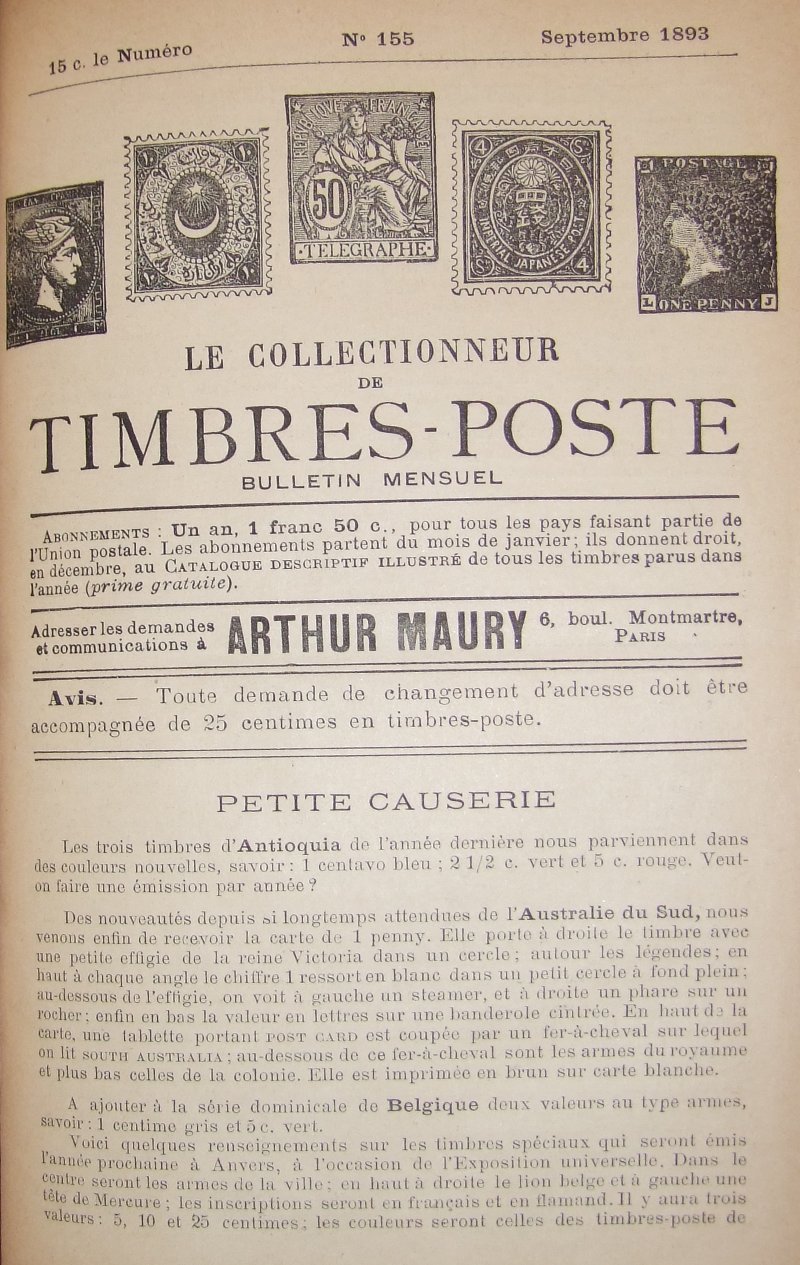 15 c. le Numéro
N° 155
Septembre 1893
RÉPUBLIQUE FRANÇAISE
50
TELEGRAPHE
4
S
IMPERIAL JAPANESE POST
S
4
POSTAGE
L ONE PENNY J
LE COLLECTIONNEUR
DE
TIMBRES-POSTE
BULLETIN MENSUEL
ABONNEMENTS : Un an, 1 franc 50 c., pour tous les pays faisant partie de
l'Union postale. Les abonnements partent du mois de janvier; ils donnent droit,
en décembre, au CATALOGUE DESCRIPTIF ILLUSTRÉ de tous les timbres parus dans
l'année (prime gratuite).
Adresser les demandes
et communications à
ARTHUR MAURY
6, boul. Montmartre,
PARIS
Avis. — Toute demande de changement d'adresse doit être
accompagnée de 25 centimes en timbres-poste.
PETITE CAUSERIE
Les trois timbres d'Antioquia de l'année dernière nous parviennent dans
des couleurs nouvelles, savoir : 1 centavo bleu ; 2 1/2 c. vert et 5 c. rouge. Veut-
on faire une émission par année ?
Des nouveautés depuis si longtemps attendues de l'Australie du Sud, nous
venons enfin de recevoir la carte de 1 penny. Elle porte à droite le timbre avec
une petite effigie de la reine Victoria dans un cercle ; autour les légendes ; en
haut à chaque angle le chiffre 1 ressort en blanc dans un petit cercle à fond plein ;
au-dessous de l'effigie, on voit à gauche un steamer, et à droite un phare sur un
rocher ; enfin en bas la valeur en lettres sur une banderole cintrée. En haut de la
carte, une tablette portant POST CARD est coupée par un fer-à-cheval sur lequel
on lit SOUTH AUSTRALIA ; au-dessous de ce fer-à-cheval sont les armes du royaume
et plus bas celles de la colonie. Elle est imprimée en brun sur carte blanche.
A ajouter à la série dominicale de Belgique deux valeurs au type armes,
savoir : 1 centime gris et 5 c. vert.
Voici quelques renseignements sur les timbres spéciaux qui seront émis
l'année prochaine à Anvers, à l'occasion de l'Exposition universelle. Dans le
centre seront les armes de la ville ; en haut à droite le lion belge et à gauche une
tête de Mercure ; les inscriptions seront en français et en flamand. Il y aura trois
valeurs : 5, 10 et 25 centimes ; les couleurs seront celles des timbres-poste de